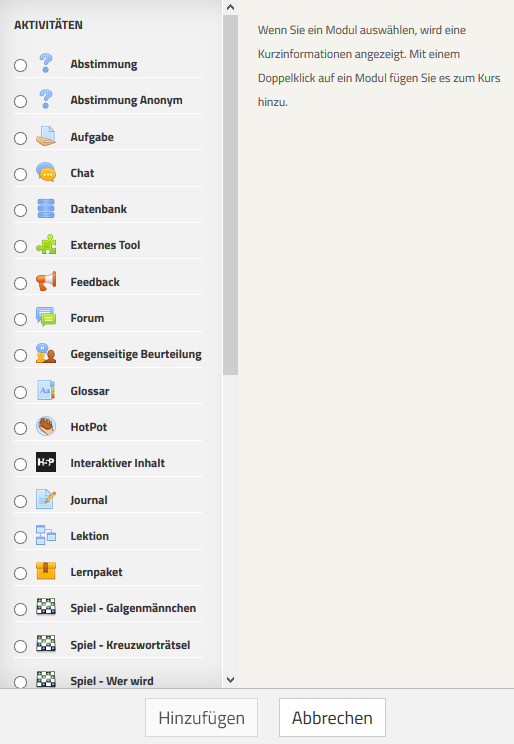 AKTIVITÄTEN
Abstimmung
Abstimmung Anonym
Aufgabe
Chat
Datenbank
Externes Tool
Feedback
Forum
Gegenseitige Beurteilung
Aa
Glossar
HotPot
H5P
Interaktiver Inhalt
Journal
Lektion
Lernpaket
Spiel - Galgenmännchen
Spiel - Kreuzworträtsel
Spiel - Wer wird
Wenn Sie ein Modul auswählen, wird eine
Kurzinformationen angezeigt. Mit einem
Doppelklick auf ein Modul fügen Sie es zum Kurs
hinzu.
Hinzufügen
Abbrechen